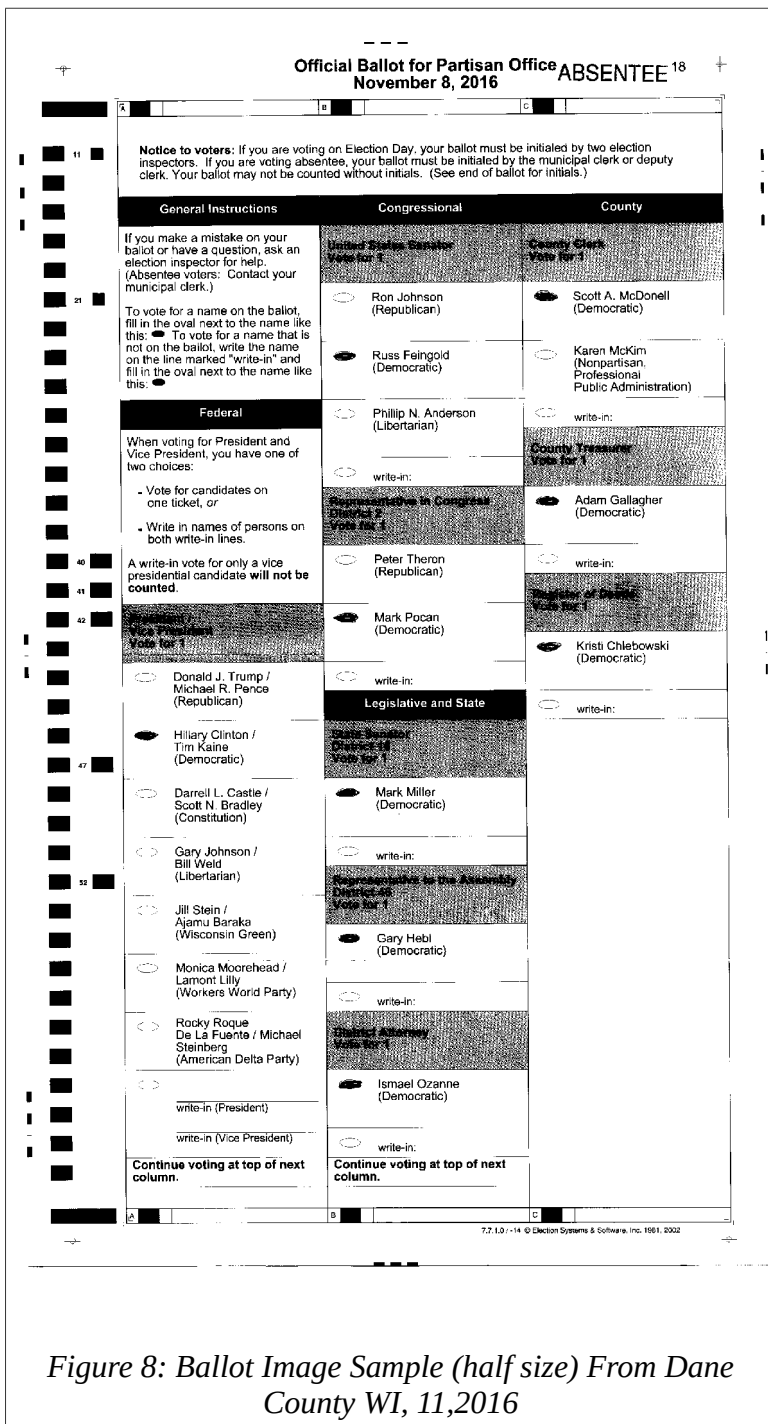 Official Ballot for Partisan Office
November 8, 2016
ABSENTEE 18
A
B
C
11
21
40
41
42
47
52
Notice to voters: If you are voting on Election Day, your ballot must be initialed by two election
inspectors. If you are voting absentee, your ballot must be initialed by the municipal clerk or deputy
clerk. Your ballot may not be counted without initials. (See end of ballot for initials.)
General Instructions
If you make a mistake on your
ballot or have a question, ask an
election inspector for help.
(Absentee voters: Contact your
municipal clerk.)
To vote for a name on the ballot,
fill in the oval next to the name like
this: To vote for a name that is
not on the ballot, write the name
on the line marked "write-in" and
fill in the oval next to the name like
this:
Federal
When voting for President and
Vice President, you have one of
two choices:
- Vote for candidates on
one ticket, or
- Write in names of persons on
both write-in lines.
A write-in vote for only a vice
presidential candidate will not be
counted.
President /
Vice President
Vote for 1
Donald J. Trump /
Michael R. Pence
(Republican)
Hillary Clinton /
Tim Kaine
(Democratic)
Darrell L. Castle /
Scott N. Bradley
(Constitution)
Gary Johnson /
Bill Weld
(Libertarian)
Jill Stein /
Ajamu Baraka
(Wisconsin Green)
Monica Moorehead /
Lamont Lilly
(Workers World Party)
Rocky Roque
De La Fuente / Michael
Steinberg
(American Delta Party)
write-in (President)
write-in (Vice President)
Continue voting at top of next
column.
Congressional
United States Senator
Vote for 1
Ron Johnson
(Republican)
Russ Feingold
(Democratic)
Phillip N. Anderson
(Libertarian)
write-in:
Representative in Congress
District 2
Vote for 1
Peter Theron
(Republican)
Mark Pocan
(Democratic)
write-in:
Legislative and State
State Senator
District 16
Vote for 1
Mark Miller
(Democratic)
write-in:
Representative to the Assembly
District 46
Vote for 1
Gary Hebl
(Democratic)
write-in:
District Attorney
Vote for 1
Ismael Ozanne
(Democratic)
write-in:
Continue voting at top of next
column.
County
County Clerk
Vote for 1
Scott A. McDonell
(Democratic)
Karen McKim
(Nonpartisan,
Professional
Public Administration)
write-in:
County Treasurer
Vote for 1
Adam Gallagher
(Democratic)
write-in:
Register of Deeds
Vote for 1
Kristi Chlebowski
(Democratic)
write-in:
A
B
C
7.7.1.0 / -14 © Election Systems & Software, Inc. 1981, 2002
Figure 8: Ballot Image Sample (half size) From Dane
County WI, 11,2016